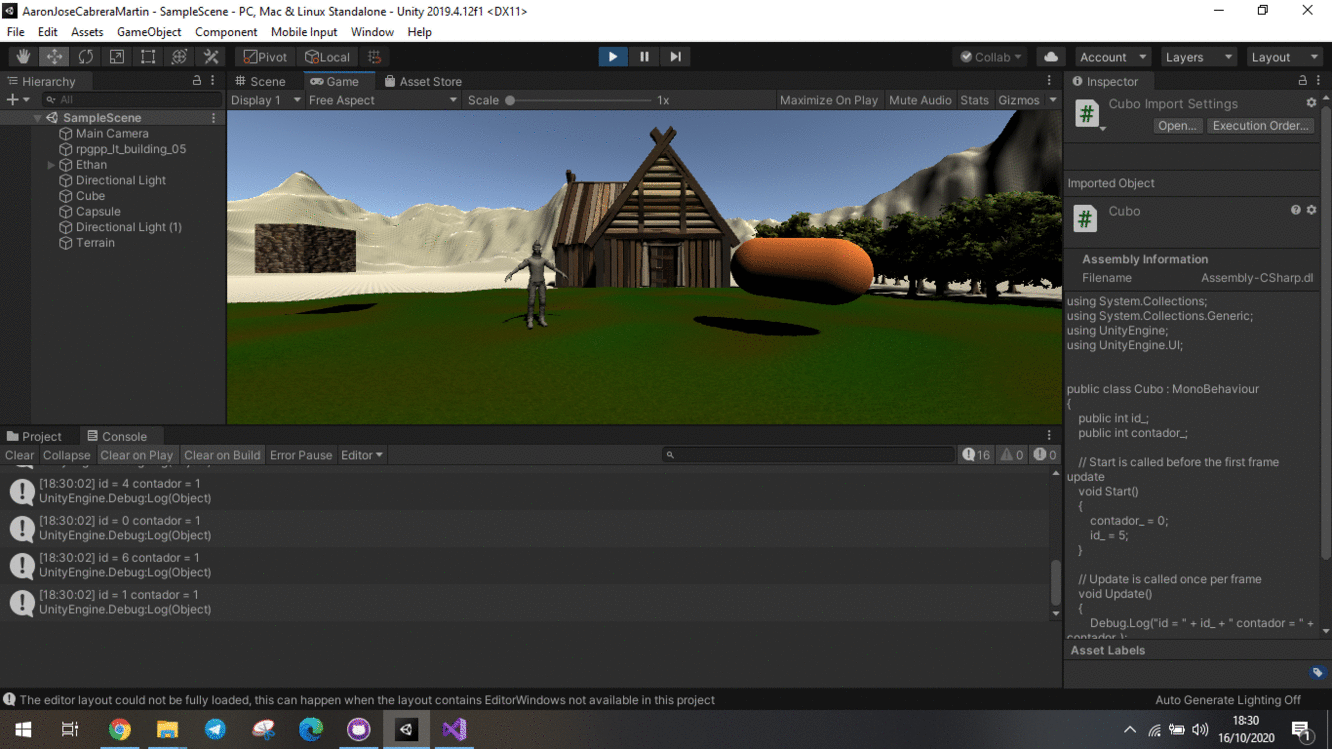 AaronJoseCabreraMartin - SampleScene - PC, Mac & Linux Standalone - Unity 2019.4.12f1 <DX11>
File Edit Assets GameObject Component Mobile Input Window Help
Pivot Local Collab Account Layers Layout
Hierarchy
All
SampleScene
Main Camera
rpgpp_lt_building_05
Ethan
Directional Light
Cube
Capsule
Directional Light (1)
Terrain
Scene Game Asset Store
Display 1 Free Aspect Scale 1x Maximize On Play Mute Audio Stats Gizmos
Project Console
Clear Collapse Clear on Play Clear on Build Error Pause Editor 16 0 0
[18:30:02] id = 4 contador = 1
UnityEngine.Debug:Log(Object)
[18:30:02] id = 0 contador = 1
UnityEngine.Debug:Log(Object)
[18:30:02] id = 6 contador = 1
UnityEngine.Debug:Log(Object)
[18:30:02] id = 1 contador = 1
UnityEngine.Debug:Log(Object)
Inspector
Cubo Import Settings
Open... Execution Order...
Imported Object
Cubo
Assembly Information
Filename Assembly-CSharp.dl
using System.Collections;
using System.Collections.Generic;
using UnityEngine;
using UnityEngine.UI;
public class Cubo : MonoBehaviour
{
public int id_;
public int contador_;
// Start is called before the first frame
update
void Start()
{
contador_ = 0;
id_ = 5;
}
// Update is called once per frame
void Update()
{
Debug.Log("id = " + id_ + " contador = " +
contador_);
Asset Labels
The editor layout could not be fully loaded, this can happen when the layout contains EditorWindows not available in this project
Auto Generate Lighting Off
18:30
16/10/2020
1